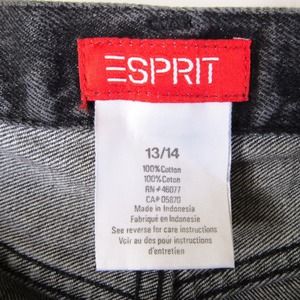 ESPRIT
13/14
100% Cotton
100% Coton
RN# 46077
CA# 05870
Made in Indonesia
Fabriqué en Indonesie
See reverse for care instructions
Voir au des pour instructions
d'entretien